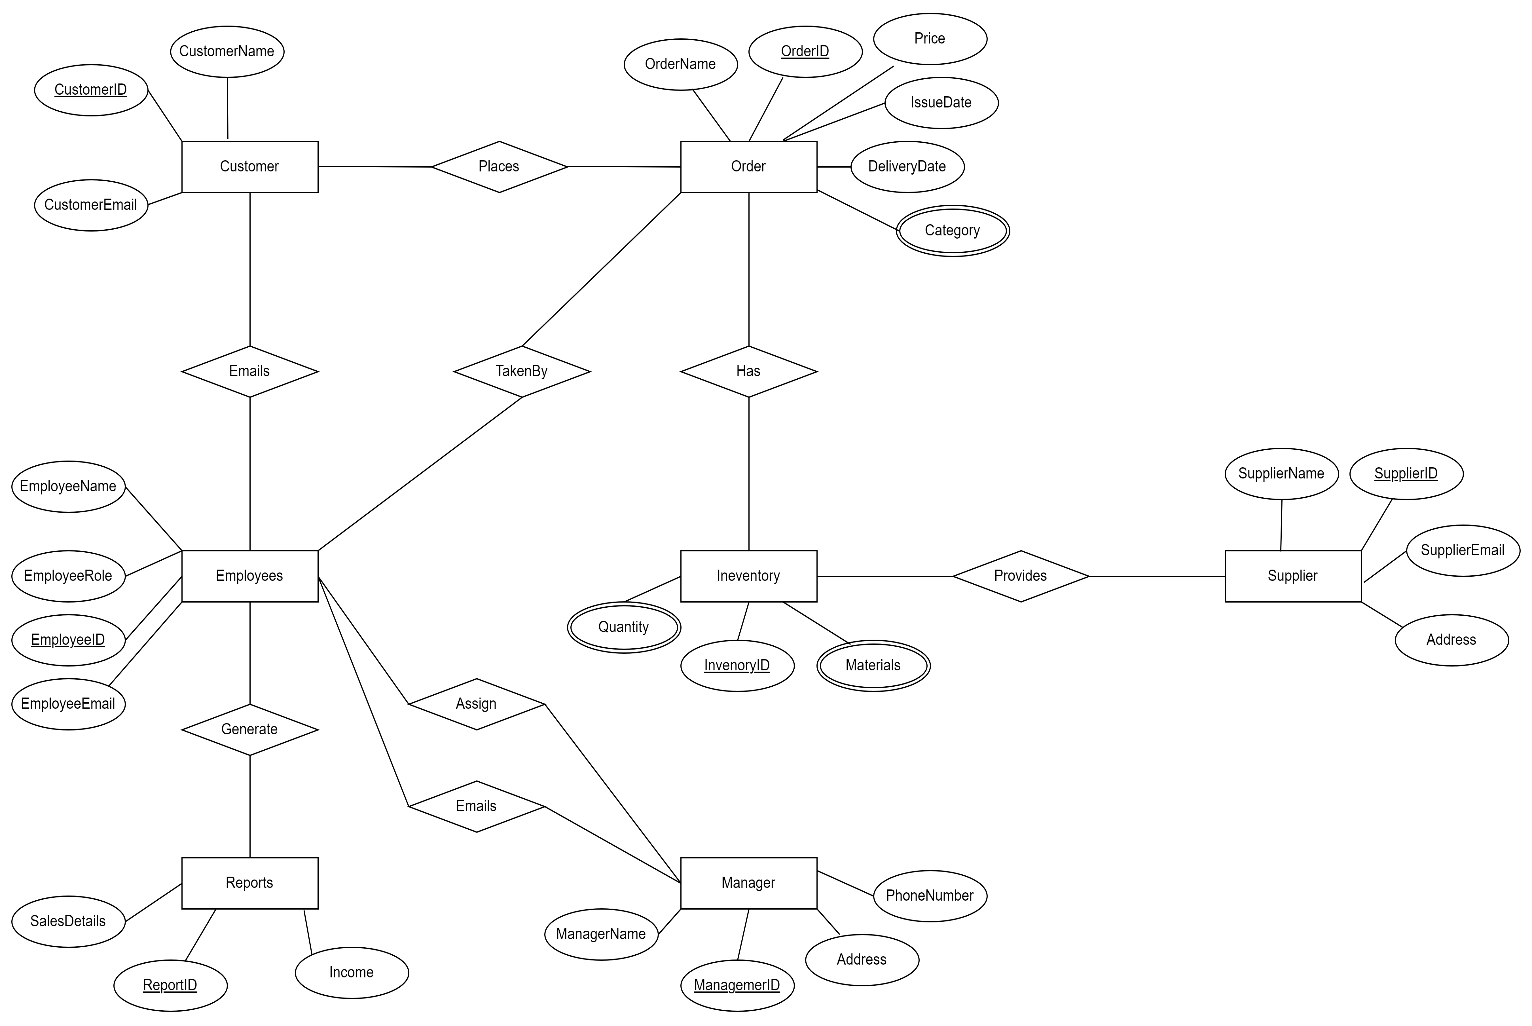 Price
CustomerName
OrderName
OrderID
CustomerID
IssueDate
Customer
Places
Order
DeliveryDate
CustomerEmail
Category
Emails
TakenBy
Has
SupplierName
SupplierID
EmployeeName
SupplierEmail
EmployeeRole
Employees
Ineventory
Provides
Supplier
Quantity
EmployeeID
Address
InvenoryID
Materials
EmployeeEmail
Assign
Generate
Emails
Reports
Manager
PhoneNumber
SalesDetails
ManagerName
Address
Income
ReportID
ManagemerID